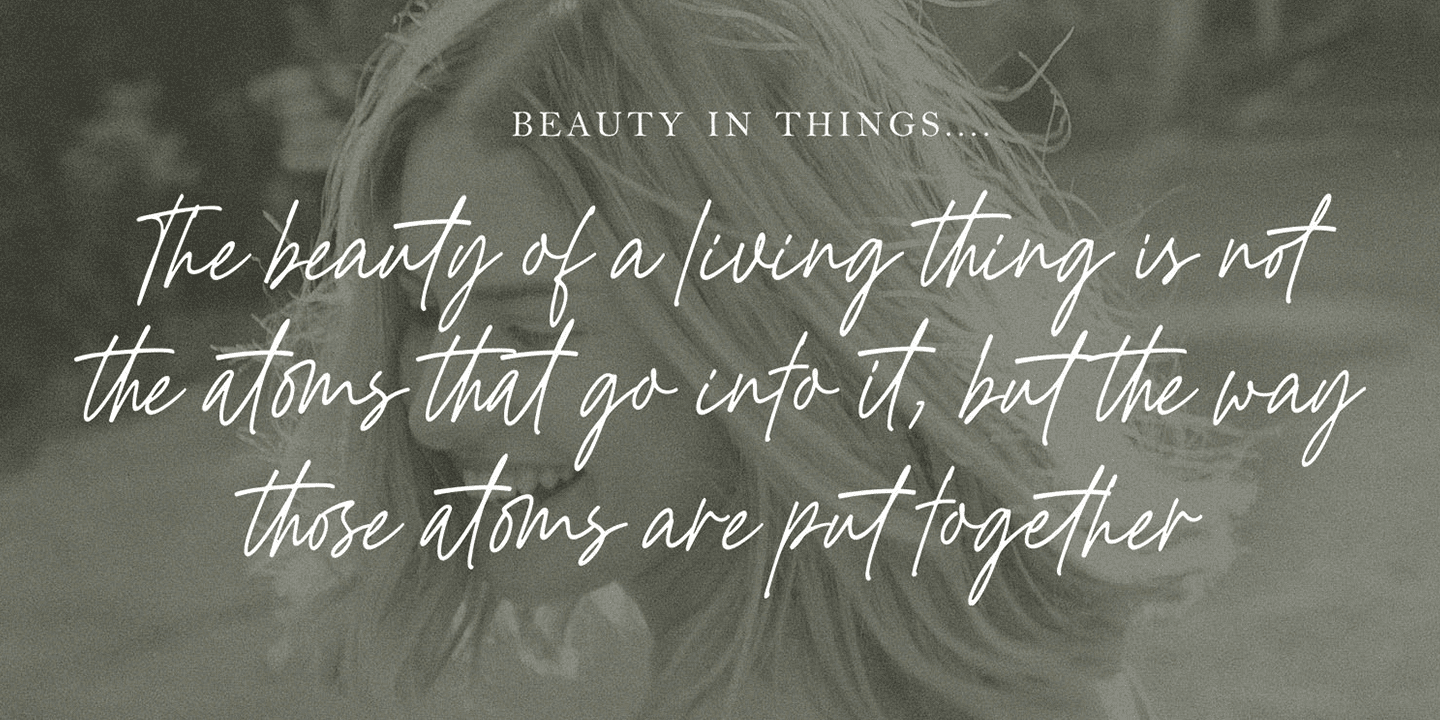 BEAUTY IN THINGS....
The beauty of a living thing is not
the atoms that go into it, but the way
those atoms are put together